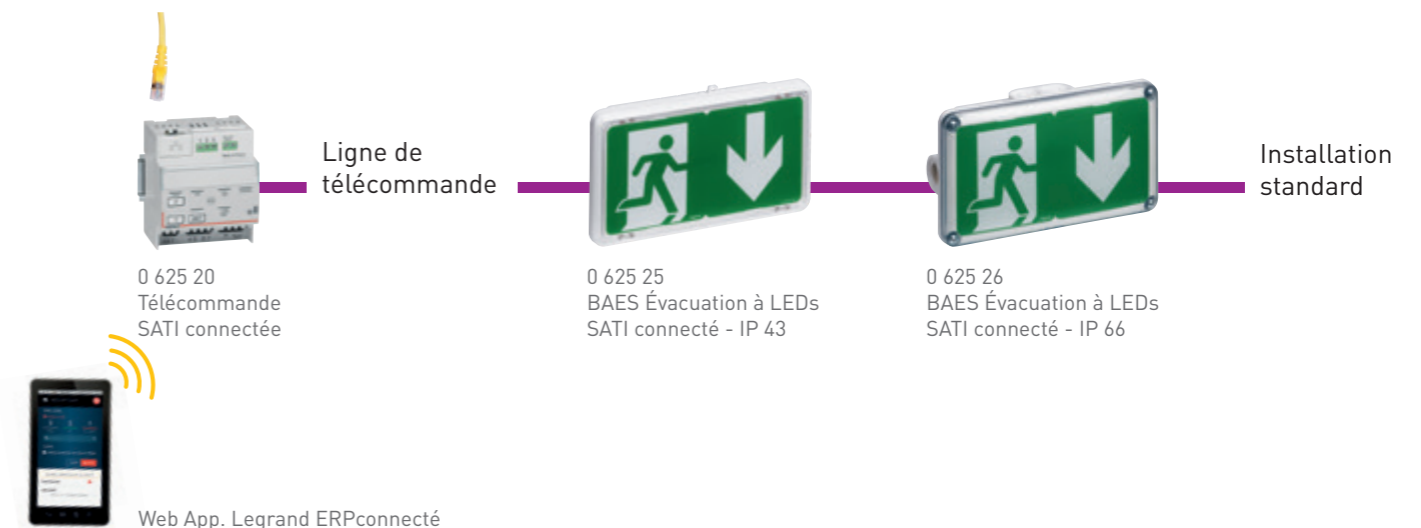 Ligne de
télécommande
Installation
standard
0 625 20
Télécommande
SATI connectée
0 625 25
BAES Évacuation à LEDs
SATI connecté - IP 43
0 625 26
BAES Évacuation à LEDs
SATI connecté - IP 66
Web App. Legrand ERPconnecté